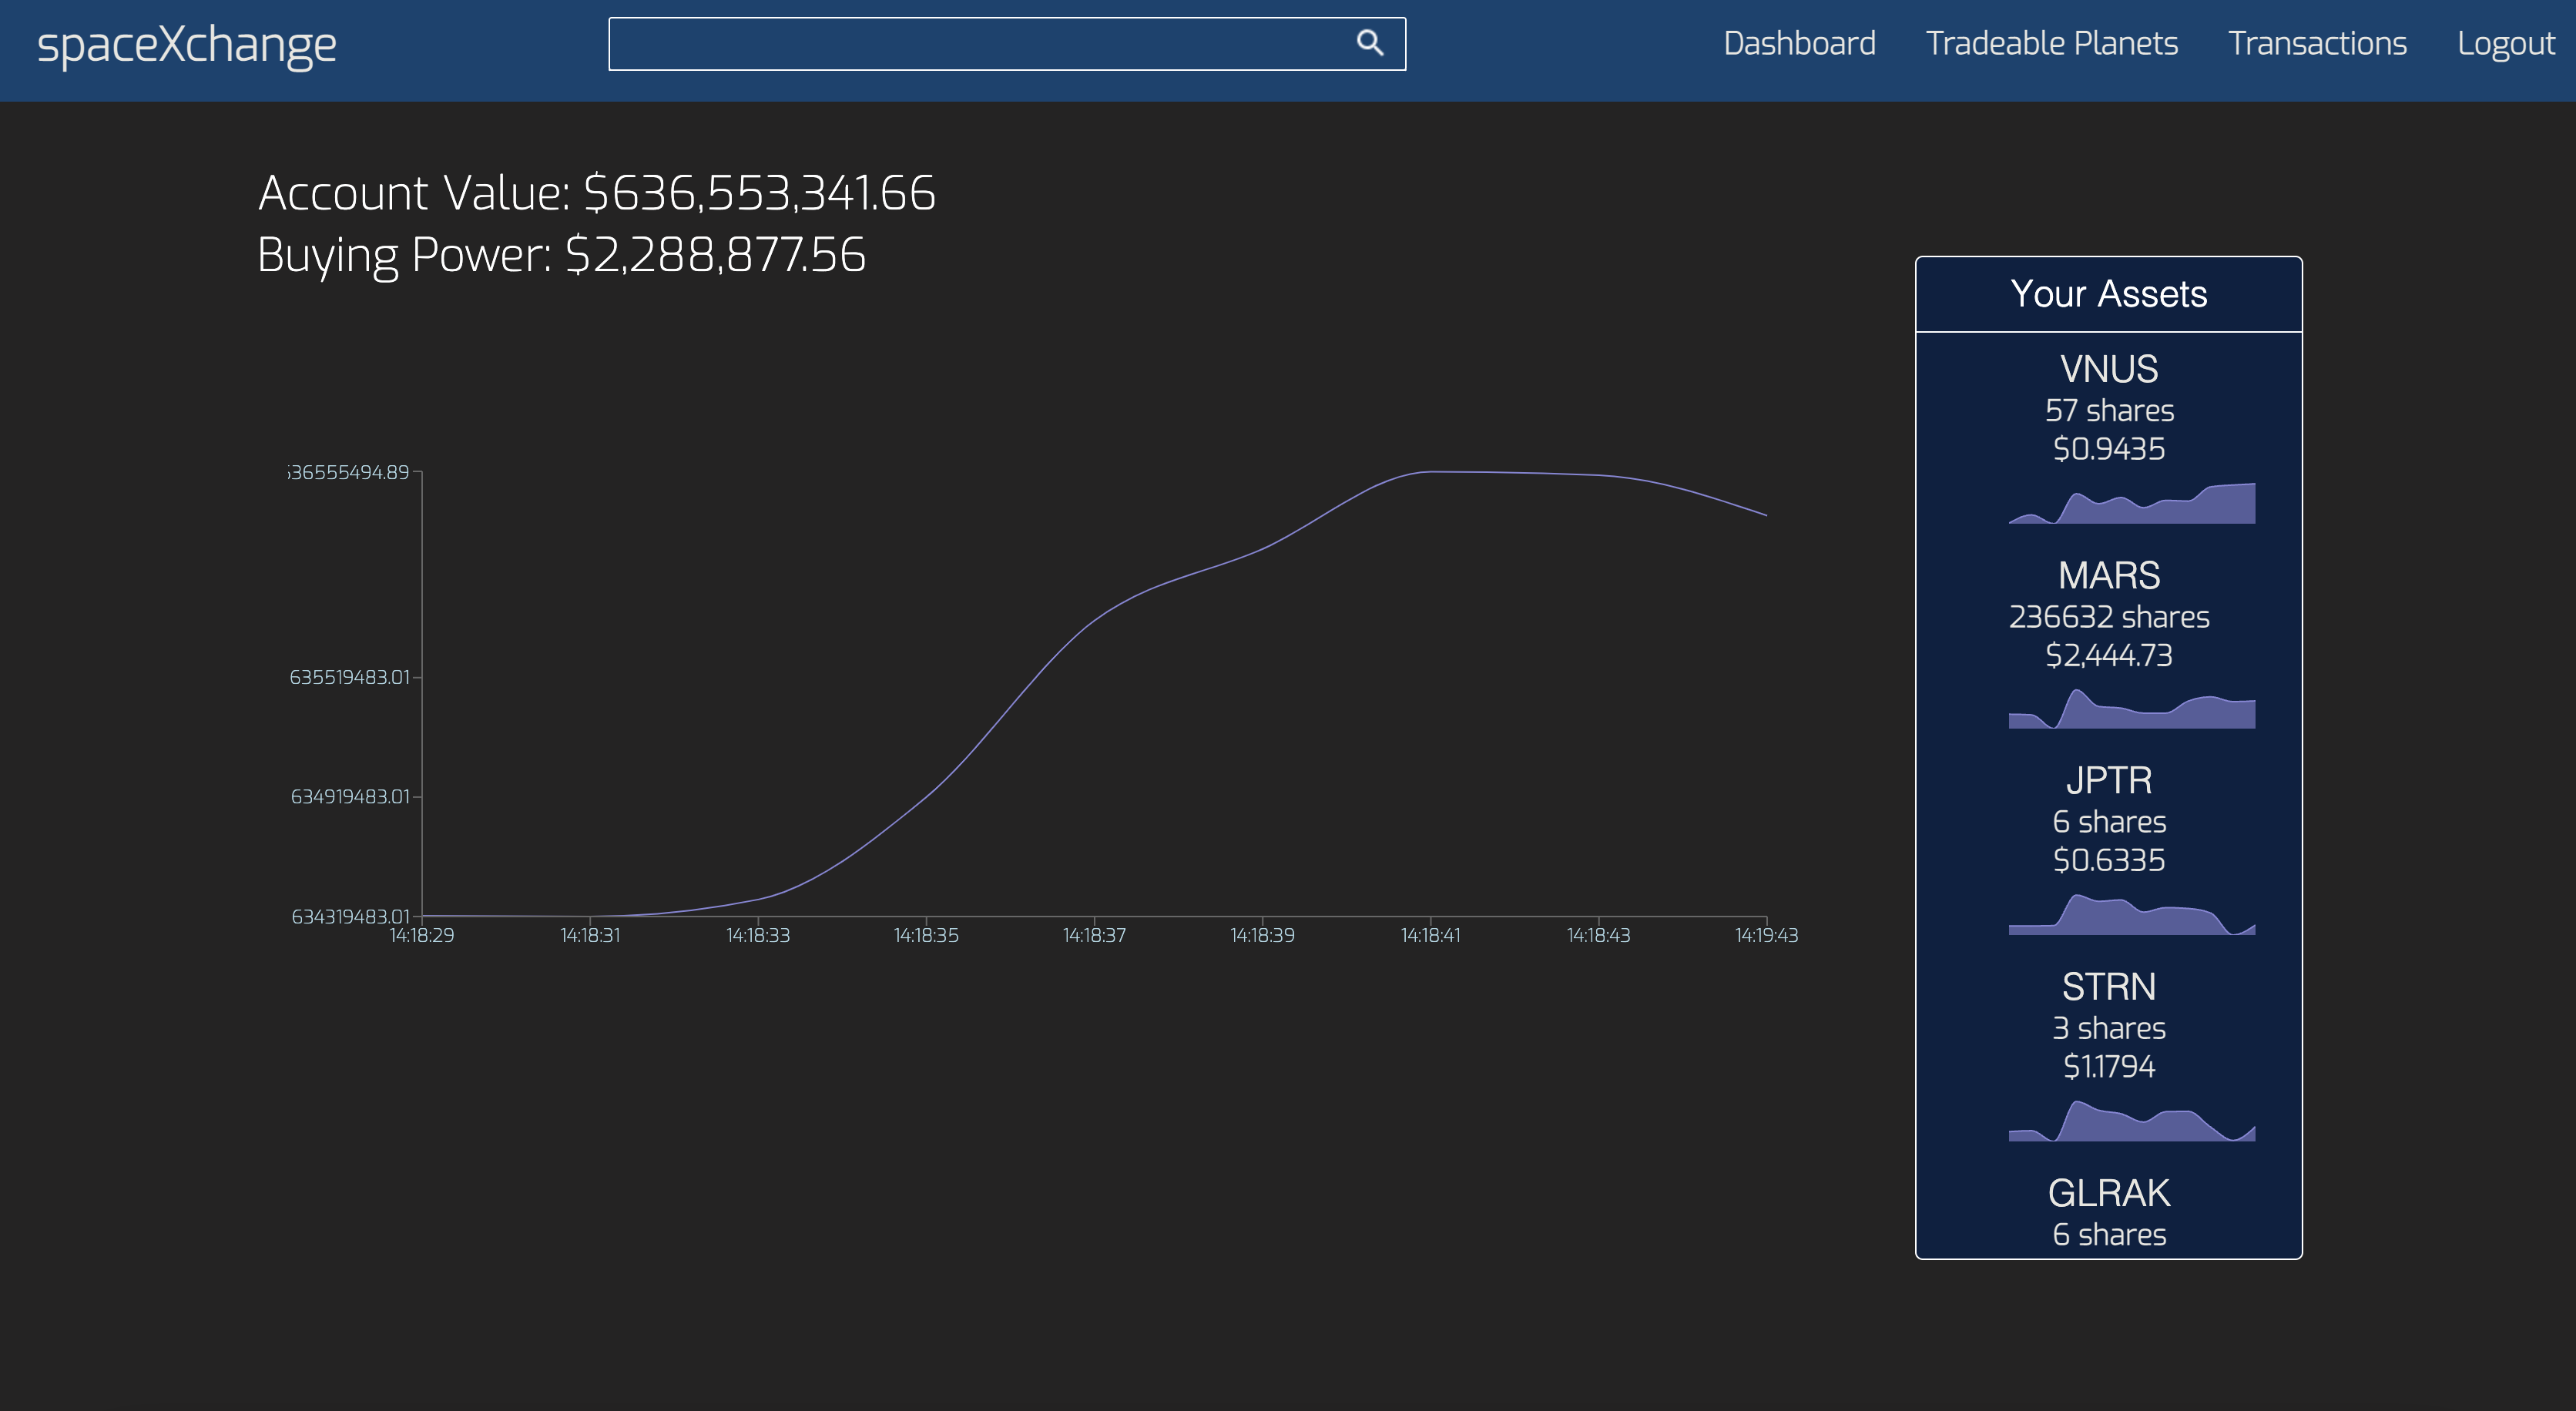 spaceXchange
Dashboard Tradeable Planets Transactions Logout
Account Value: $636,553,341.66
Buying Power: $2,288,877.56
36555494.89
635519483.01
634919483.01
634319483.01
14:18:29 14:18:31 14:18:33 14:18:35 14:18:37 14:18:39 14:18:41 14:18:43 14:19:43
Your Assets
VNUS
57 shares
$0.9435
MARS
236632 shares
$2,444.73
JPTR
6 shares
$0.6335
STRN
3 shares
$1.1794
GLRAK
6 shares